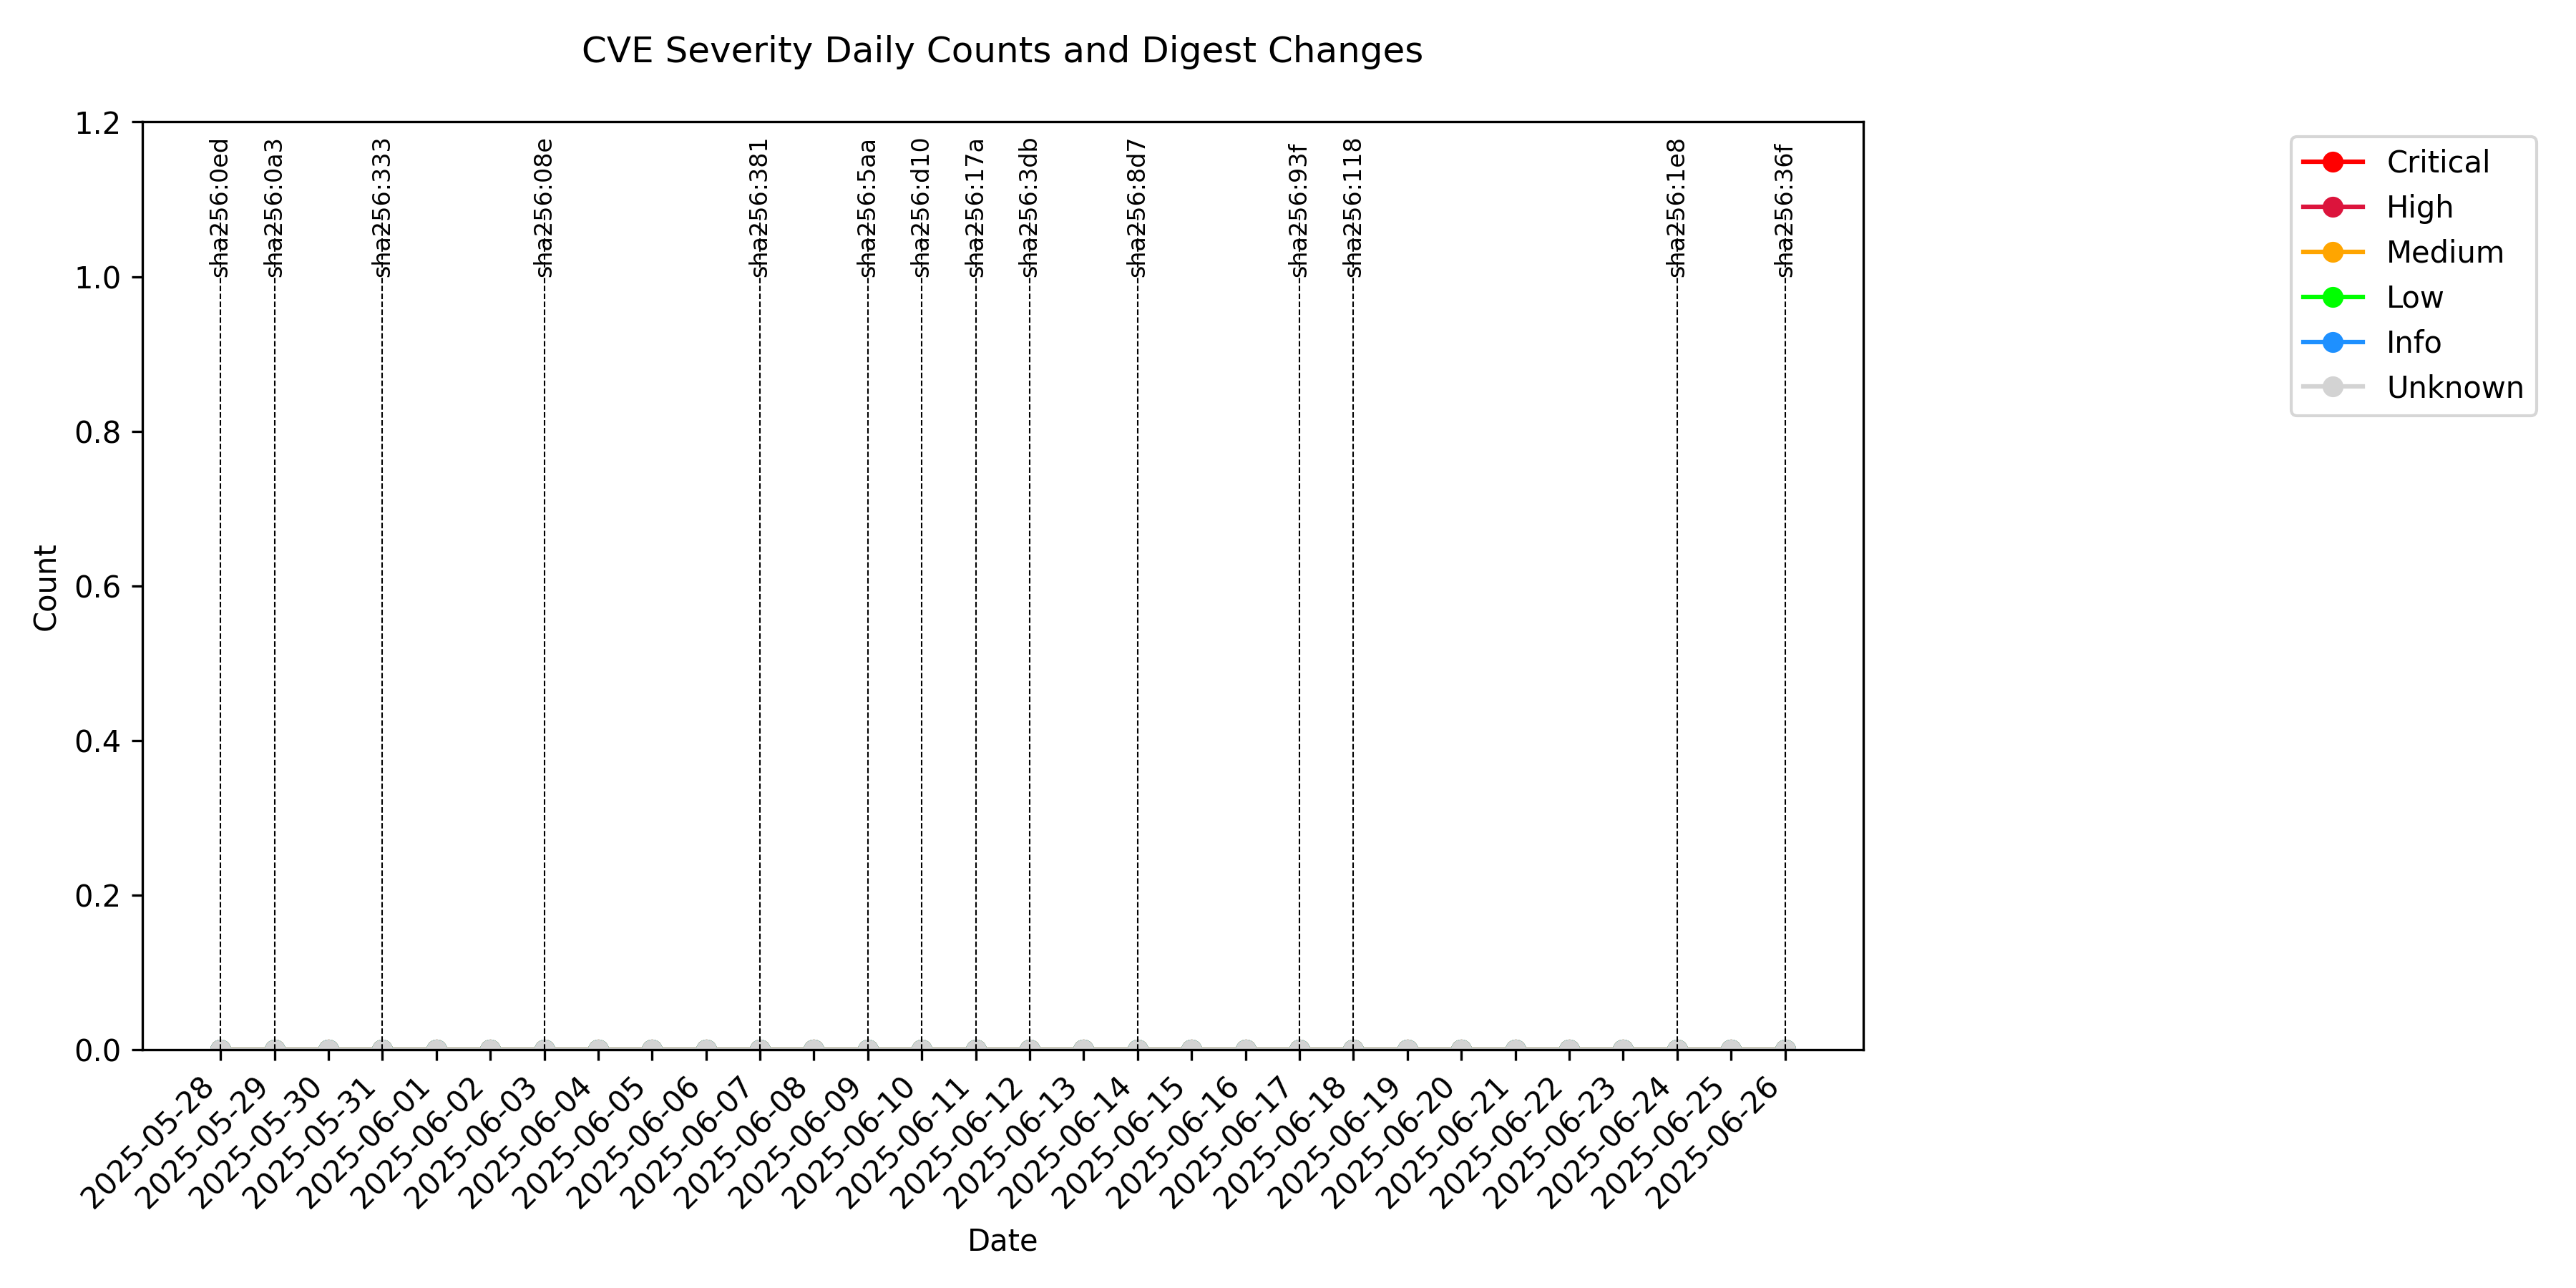 CVE Severity Daily Counts and Digest Changes
1.2
1.0
0.8
0.6
0.4
0.2
0.0
Count
sha256:0ed
sha256:0a3
sha256:333
sha256:08e
sha256:381
sha256:5aa
sha256:d10
sha256:17a
sha256:3db
sha256:8d7
sha256:93f
sha256:118
sha256:1e8
sha256:36f
Critical
High
Medium
Low
Info
Unknown
2025-05-28
2025-05-29
2025-05-30
2025-05-31
2025-06-01
2025-06-02
2025-06-03
2025-06-04
2025-06-05
2025-06-06
2025-06-07
2025-06-08
2025-06-09
2025-06-10
2025-06-11
2025-06-12
2025-06-13
2025-06-14
2025-06-15
2025-06-16
2025-06-17
2025-06-18
2025-06-19
2025-06-20
2025-06-21
2025-06-22
2025-06-23
2025-06-24
2025-06-25
2025-06-26
Date